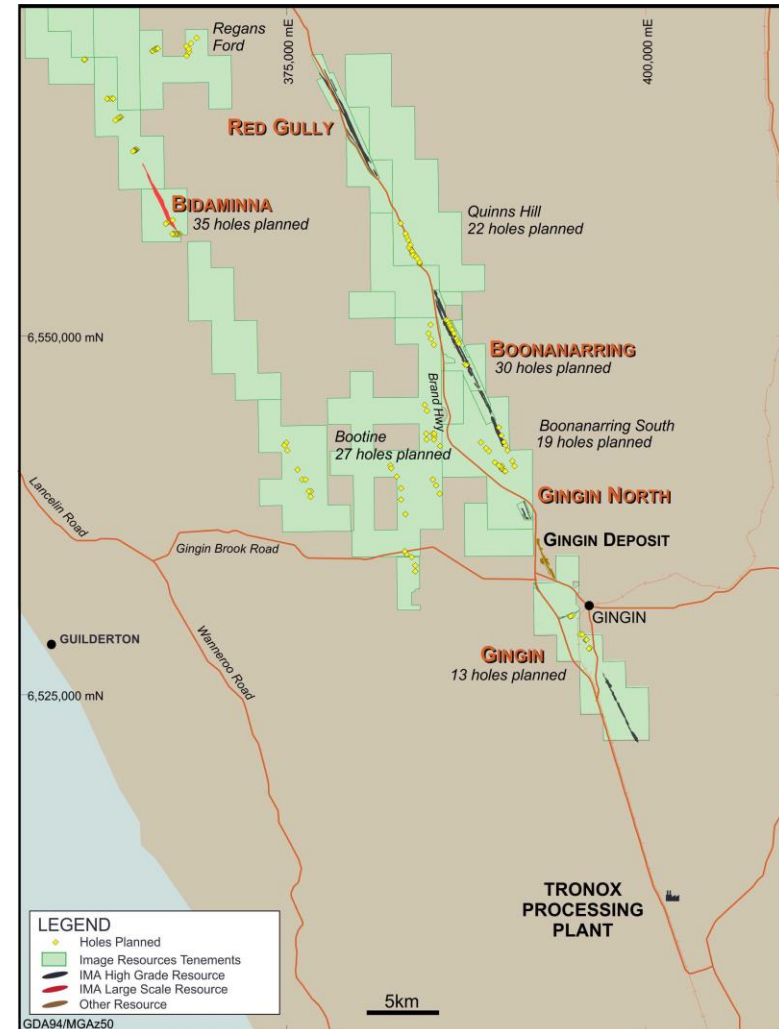 Regans
Ford
375,000 mE
400,000 mE
RED GULLY
BIDAMINNA
35 holes planned
Quinns Hill
22 holes planned
6,550,000 mN
BOONANARRING
30 holes planned
Brand Hwy
Bootine
27 holes planned
Boonanarring South
19 holes planned
Lancelin Road
GINGIN NORTH
Gingin Brook Road
GINGIN DEPOSIT
GINGIN
GUILDERTON
Wanneroo Road
GINGIN
13 holes planned
6,525,000 mN
TRONOX
PROCESSING
PLANT
LEGEND
Holes Planned
Image Resources Tenements
IMA High Grade Resource
IMA Large Scale Resource
Other Resource
5km
GDA94/MGAz50